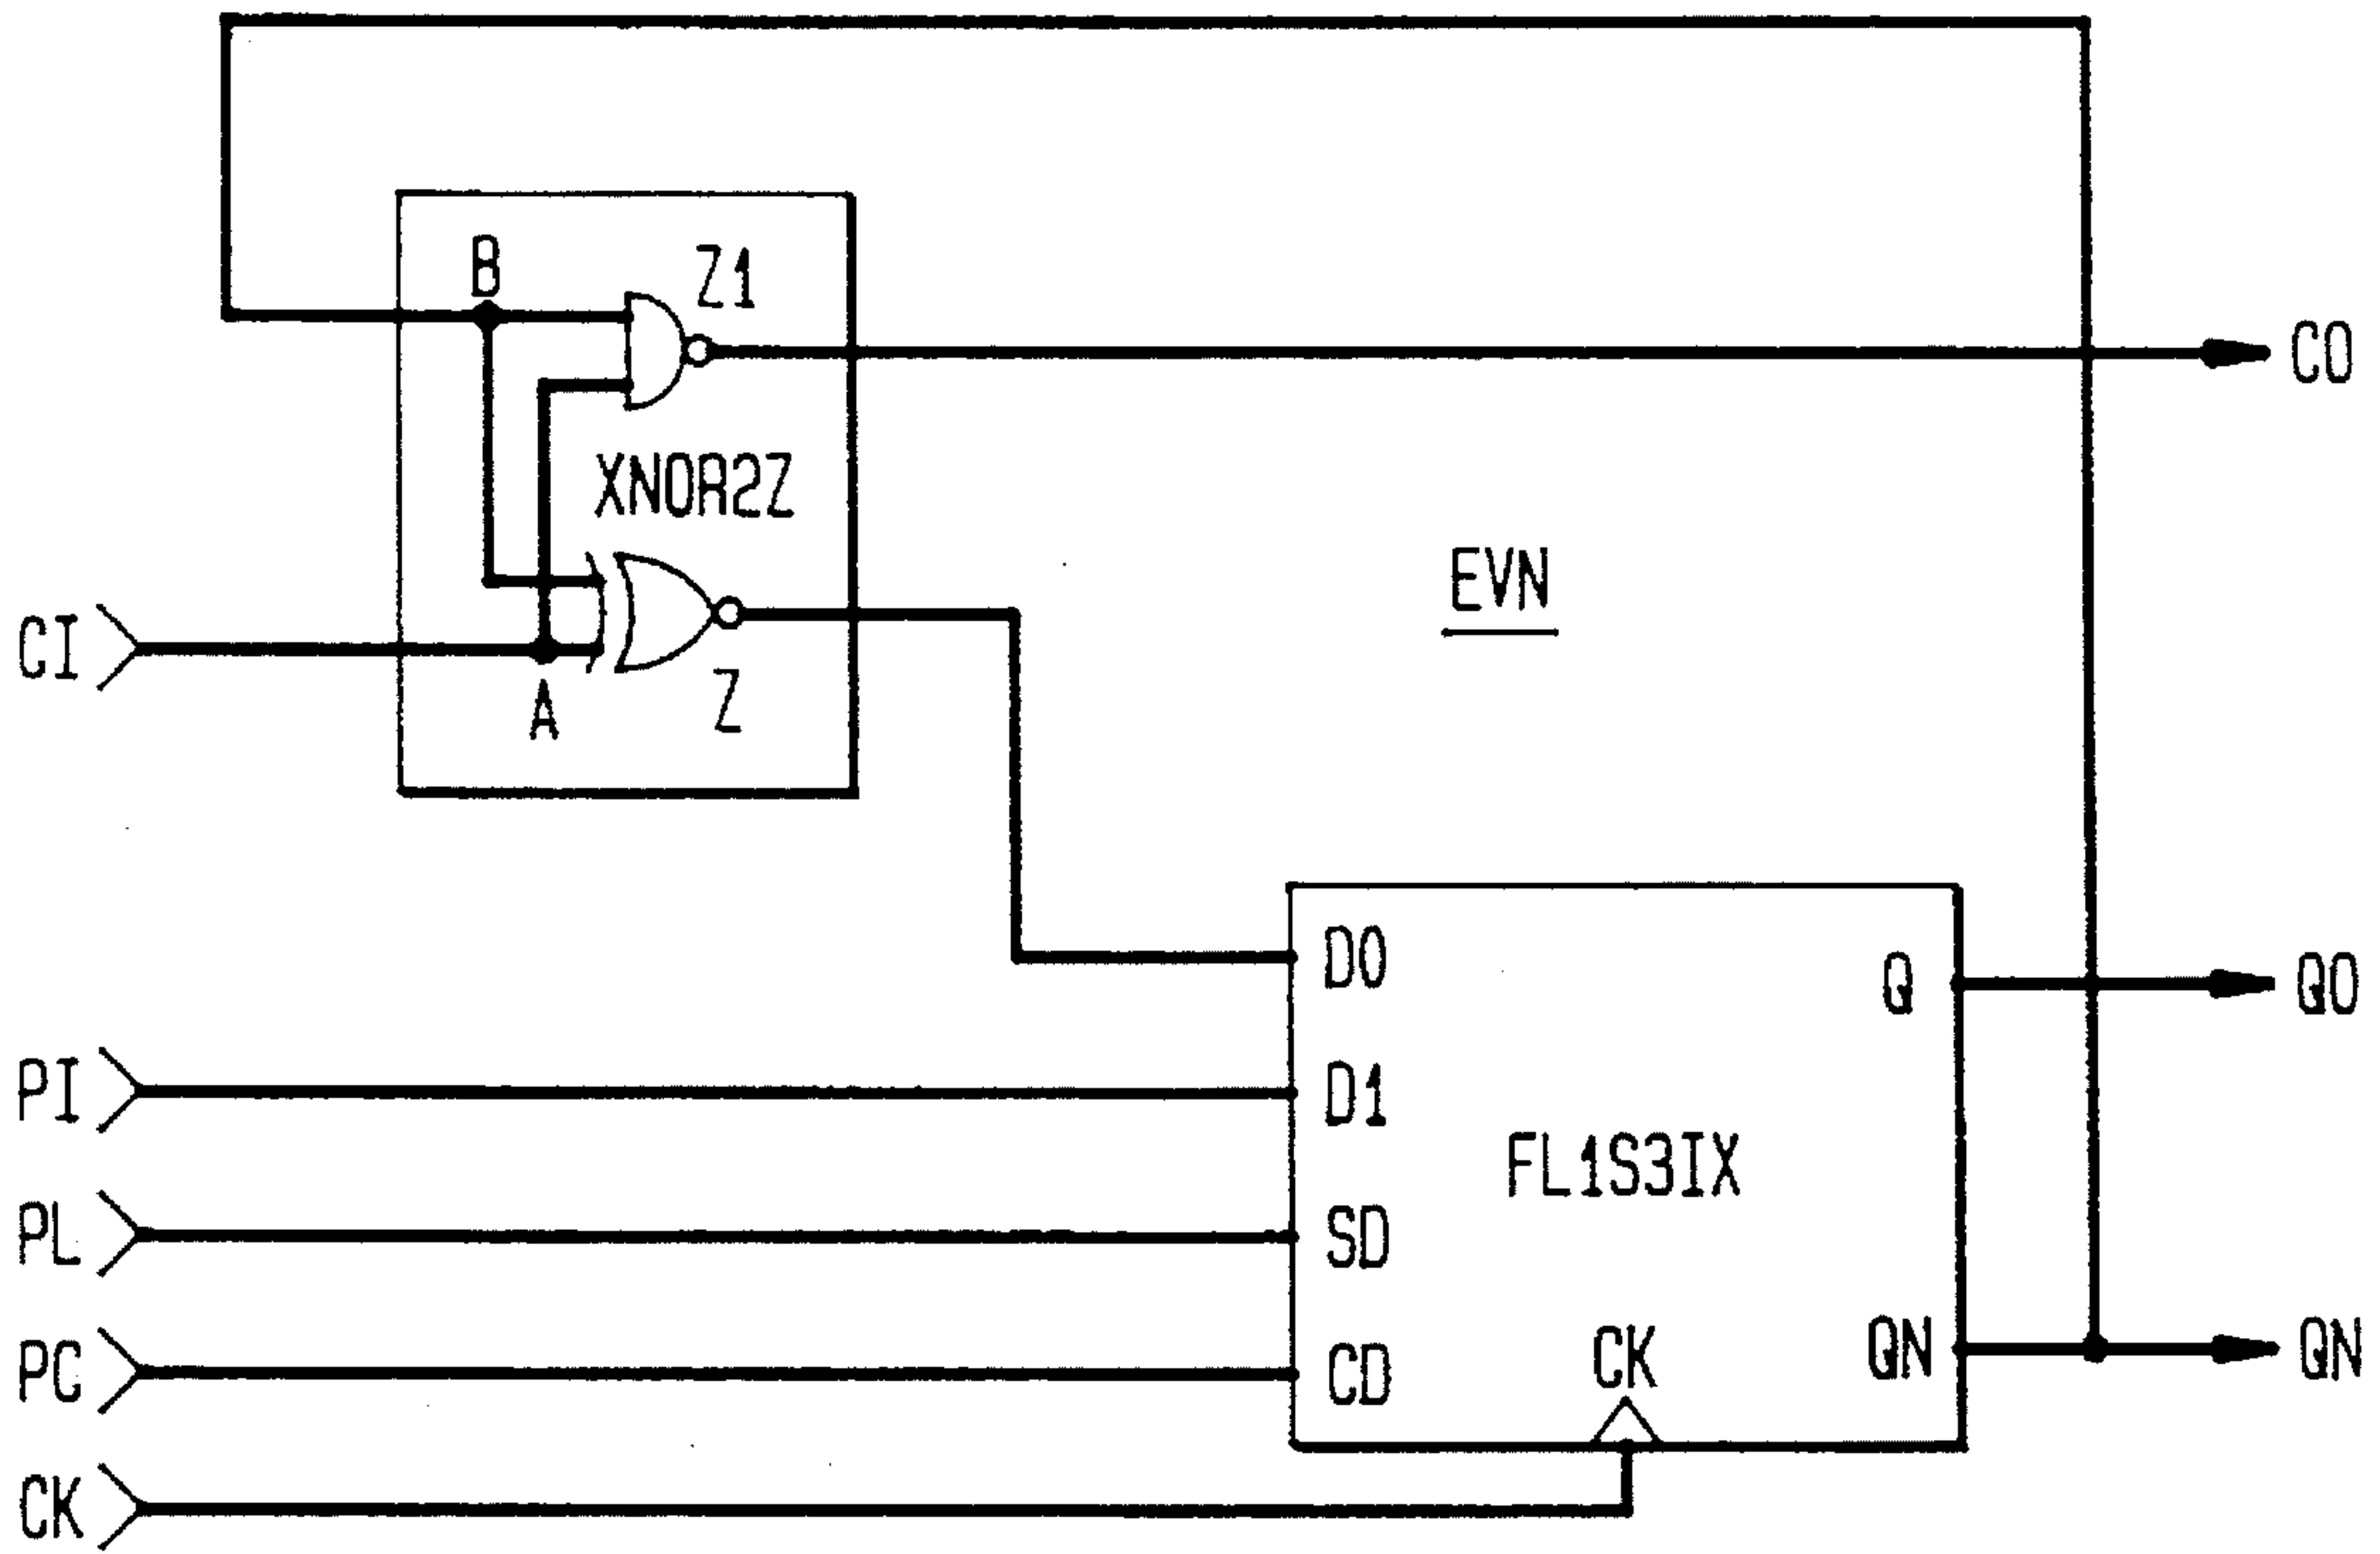 B
Z1
CO
XNOR2Z
EVN
CI
A
Z
D0
Q
QO
PI
D1
FL1S3IX
PL
SD
PC
CD
CK
QN
QN
CK